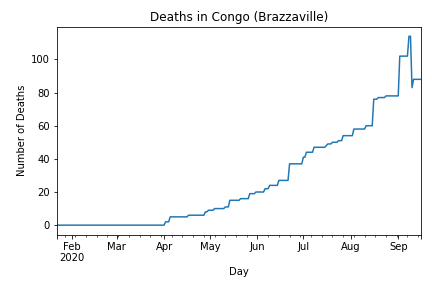 Deaths in Congo (Brazzaville)
Number of Deaths
100
80
60
40
20
0
Feb Mar Apr May Jun Jul Aug Sep
2020
Day